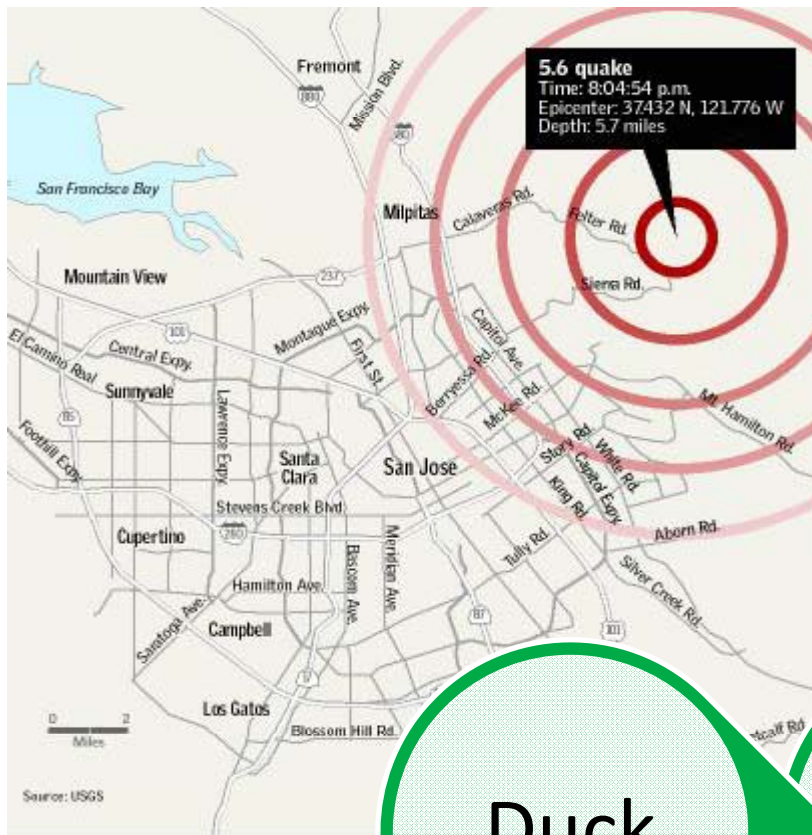 Fremont
880
Mission Blvd.
680
5.6 quake
Time: 8:04:54 p.m.
Epicenter: 37.432 N, 121.776 W
Depth: 5.7 miles
San Francisco Bay
Milpitas
Calaveras Rd.
Felter Rd.
Sierra Rd.
Mountain View
237
101
Montague Expy.
First St.
Capitol Ave.
El Camino Real
Central Expy.
Sunnyvale
Lawrence Expy.
Berryessa Rd.
McKee Rd.
Mt. Hamilton Rd.
85
Foothill Expy.
Santa
Clara
San Jose
Story Rd.
White Rd.
Capitol Expy.
King Rd.
Stevens Creek Blvd.
Cupertino
280
Bascom Ave.
Meridian Ave.
Tully Rd.
Aborn Rd.
Silver Creek Rd.
Hamilton Ave.
Saratoga Ave.
Campbell
87
101
17
Los Gatos
0 2
Miles
Blossom Hill Rd.
Source: USGS
Duck